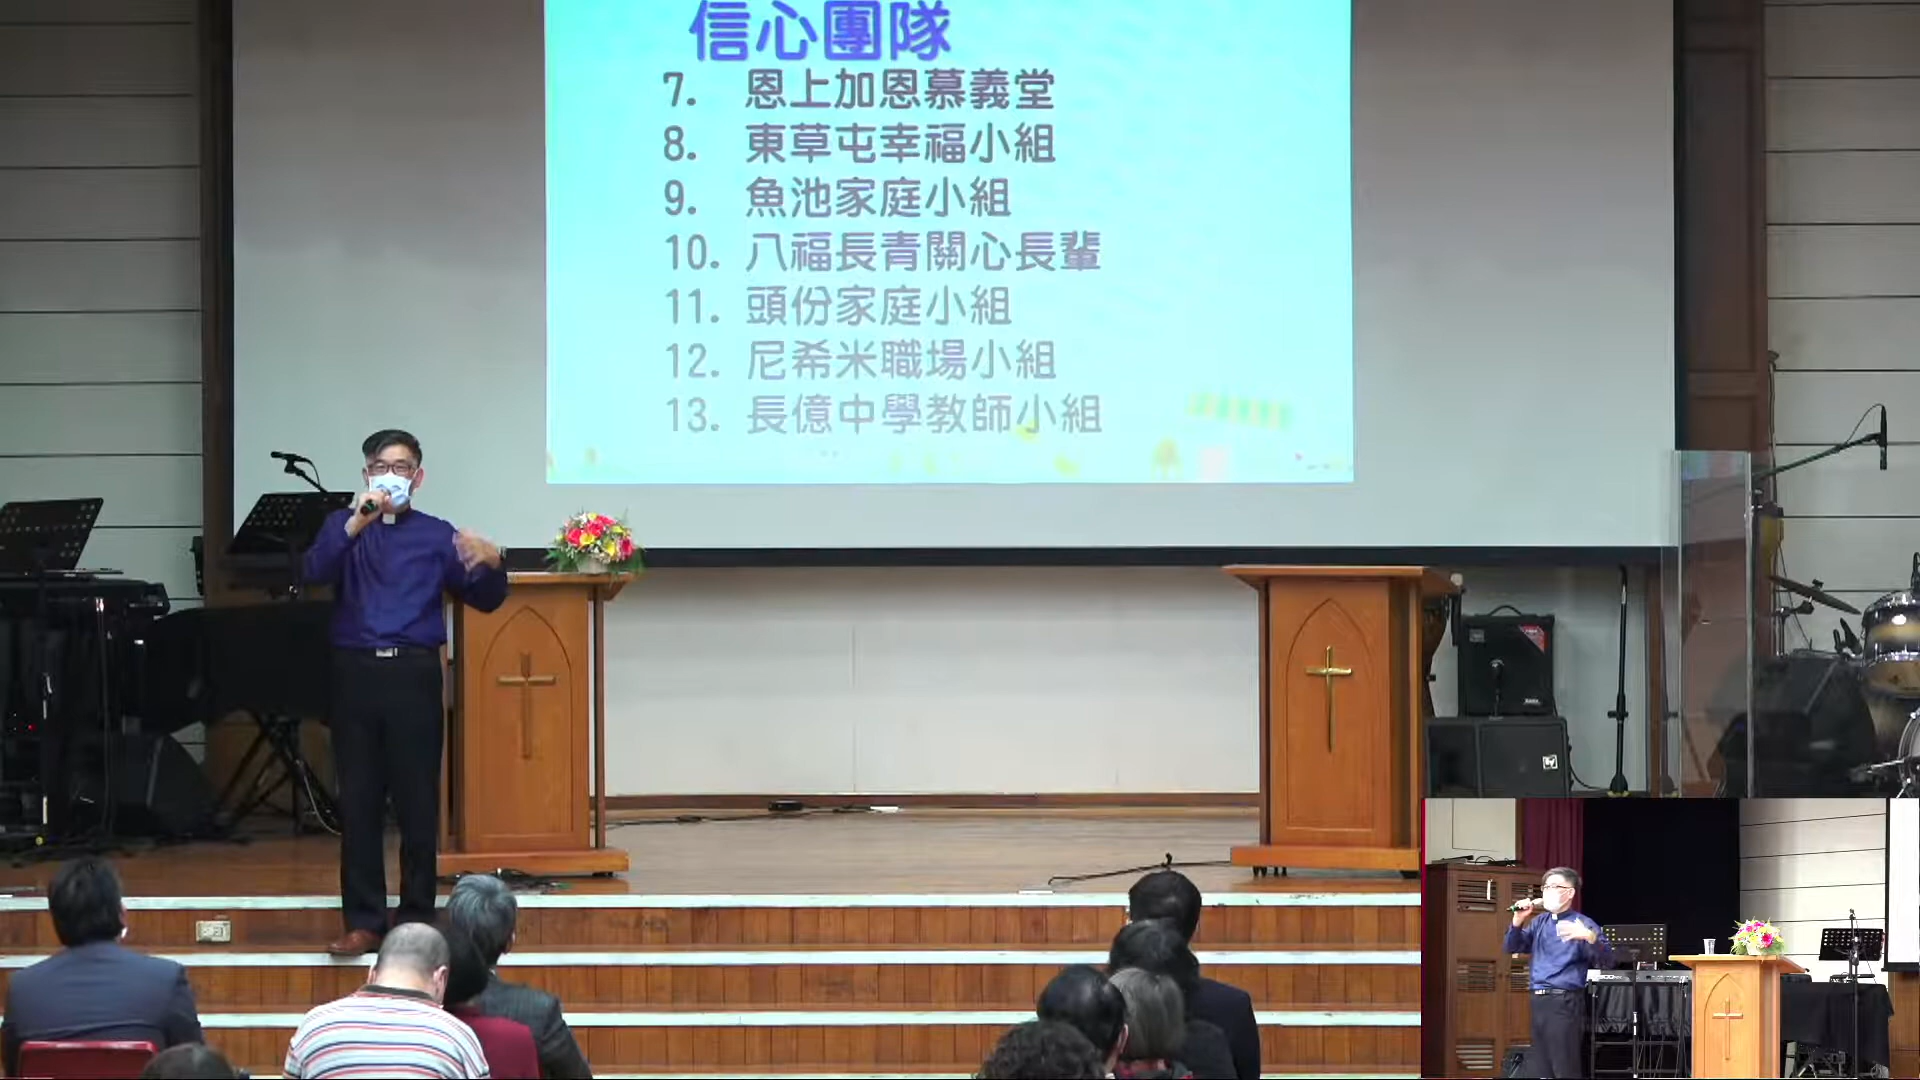 信心團隊
7. 恩上加恩慕義堂
8. 東草屯幸福小組
9. 魚池家庭小組
10. 八福長青關心長輩
11. 頭份家庭小組
12. 尼希米職場小組
13. 長億中學教師小組